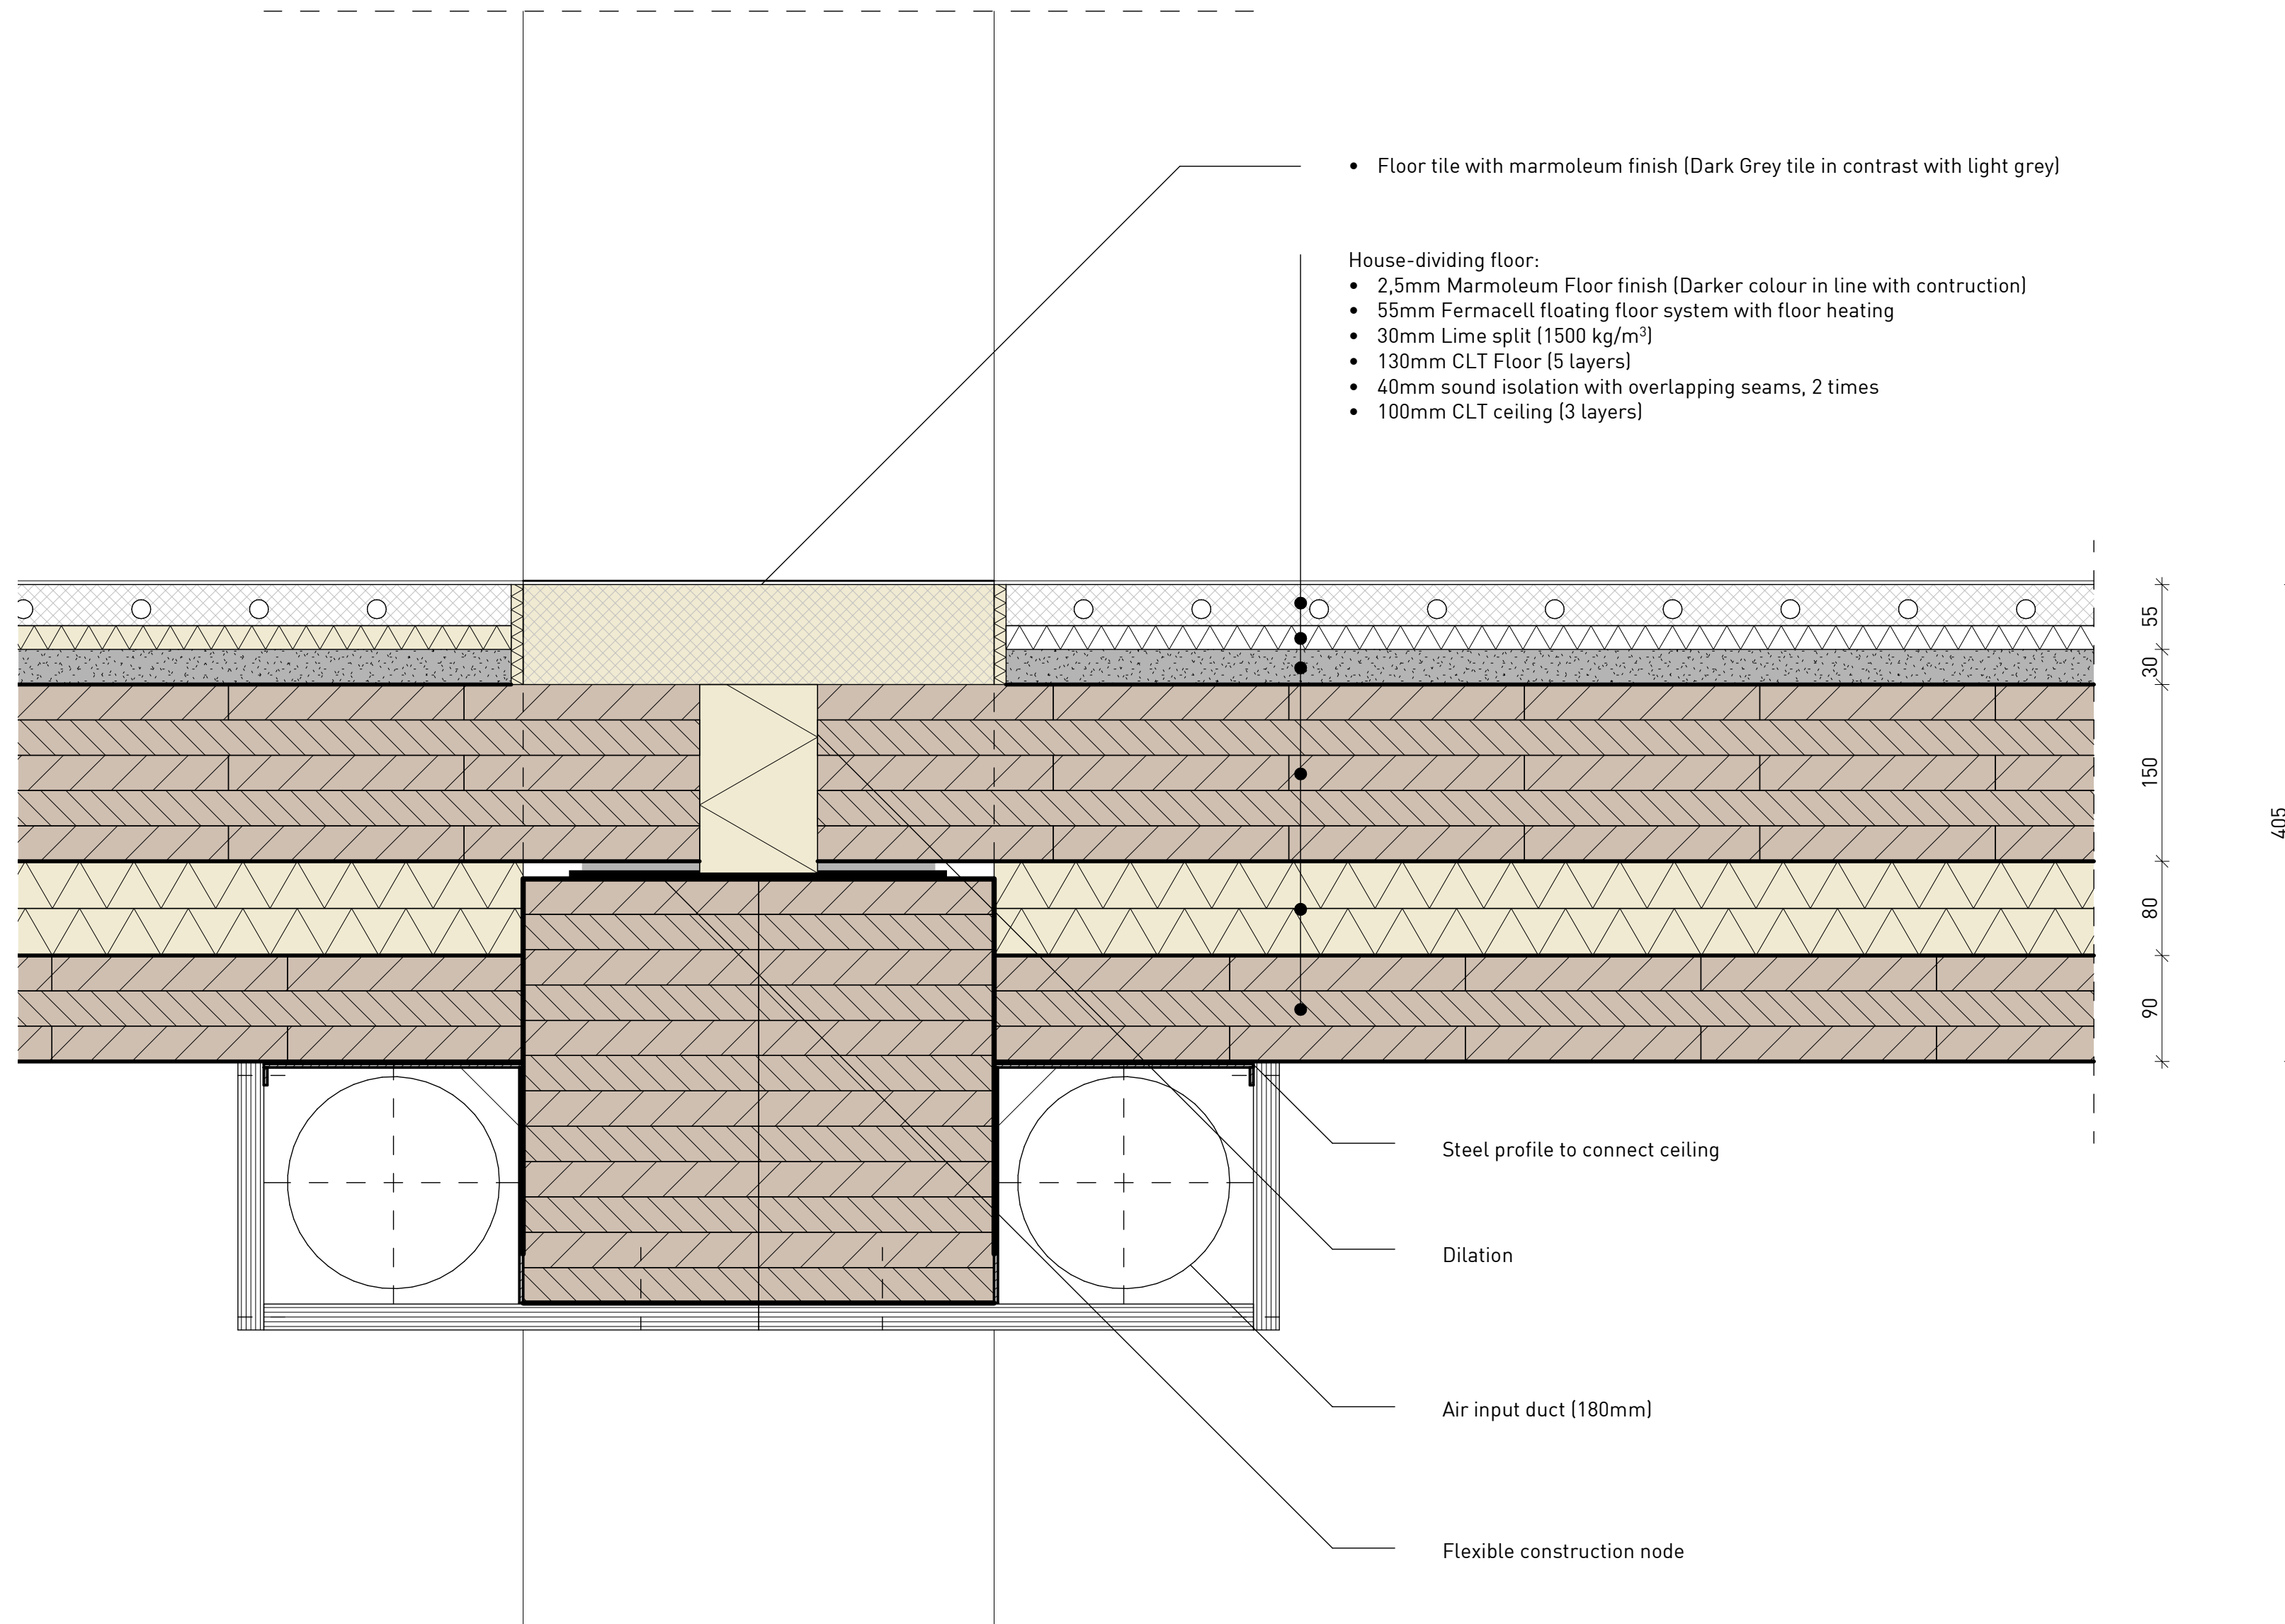 • Floor tile with marmoleum finish (Dark Grey tile in contrast with light grey)
House-dividing floor:
• 2,5mm Marmoleum Floor finish (Darker colour in line with contruction)
• 55mm Fermacell floating floor system with floor heating
• 30mm Lime split (1500 kg/m³)
• 130mm CLT Floor (5 layers)
• 40mm sound isolation with overlapping seams, 2 times
• 100mm CLT ceiling (3 layers)
55
30
150
405
80
90
Steel profile to connect ceiling
Dilation
Air input duct (180mm)
Flexible construction node